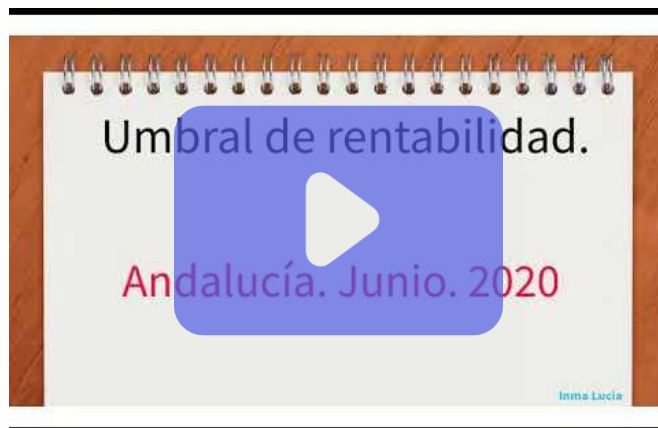 Umbral de rentabilidad.
Andalucía. Junio. 2020
Inma Lucia